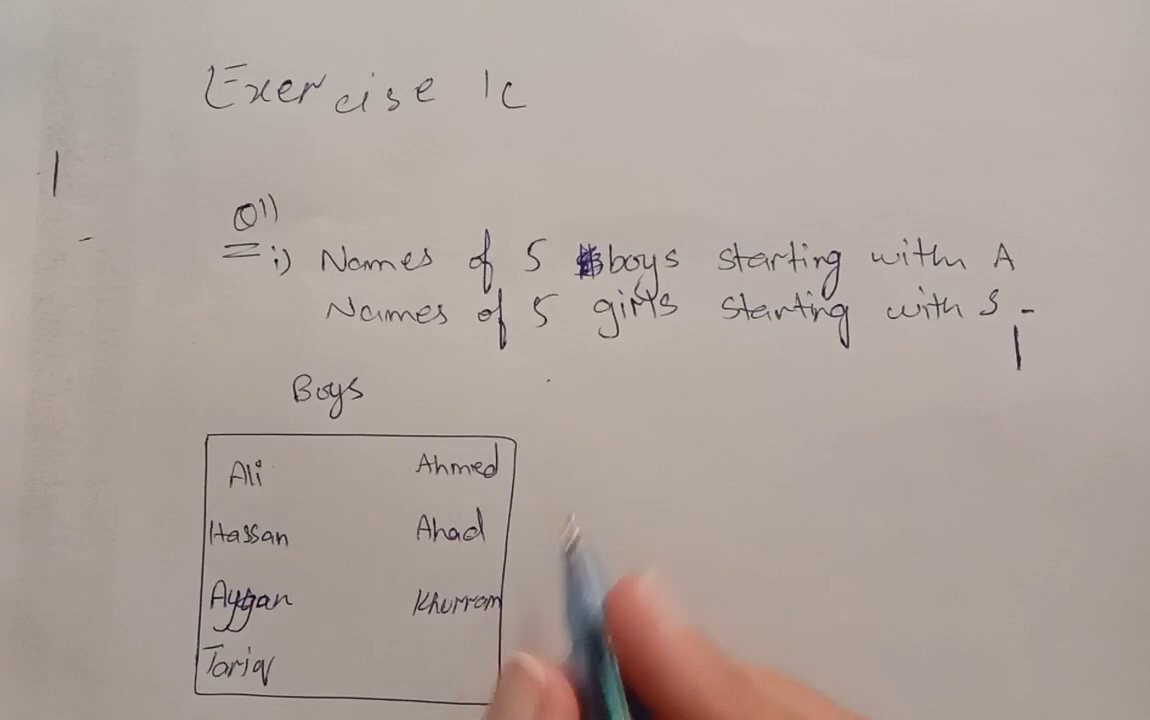 Exercise 1c
Q1)
i) Names of 5 boys starting with A
Names of 5 girls starting with S -
Boys
Ali Ahmed
Hassan Ahad
Khurram
Tariq